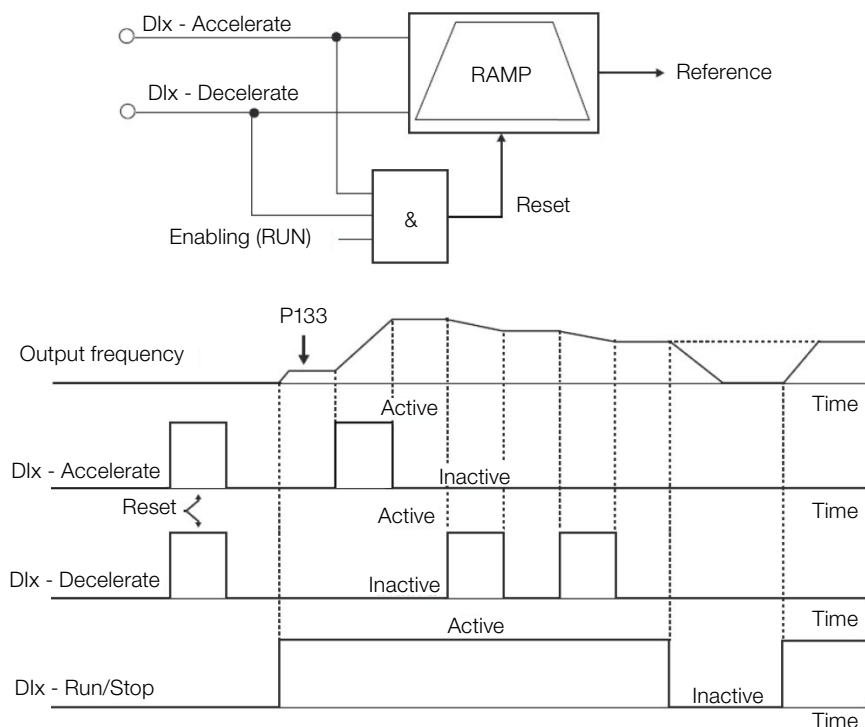 DIx - Accelerate
RAMP
Reference
DIx - Decelerate
Reset
&
Enabling (RUN)
P133
Output frequency
Time
Active
DIx - Accelerate
Inactive
Time
Reset
Active
DIx - Decelerate
Inactive
Time
Active
DIx - Run/Stop
Inactive
Time